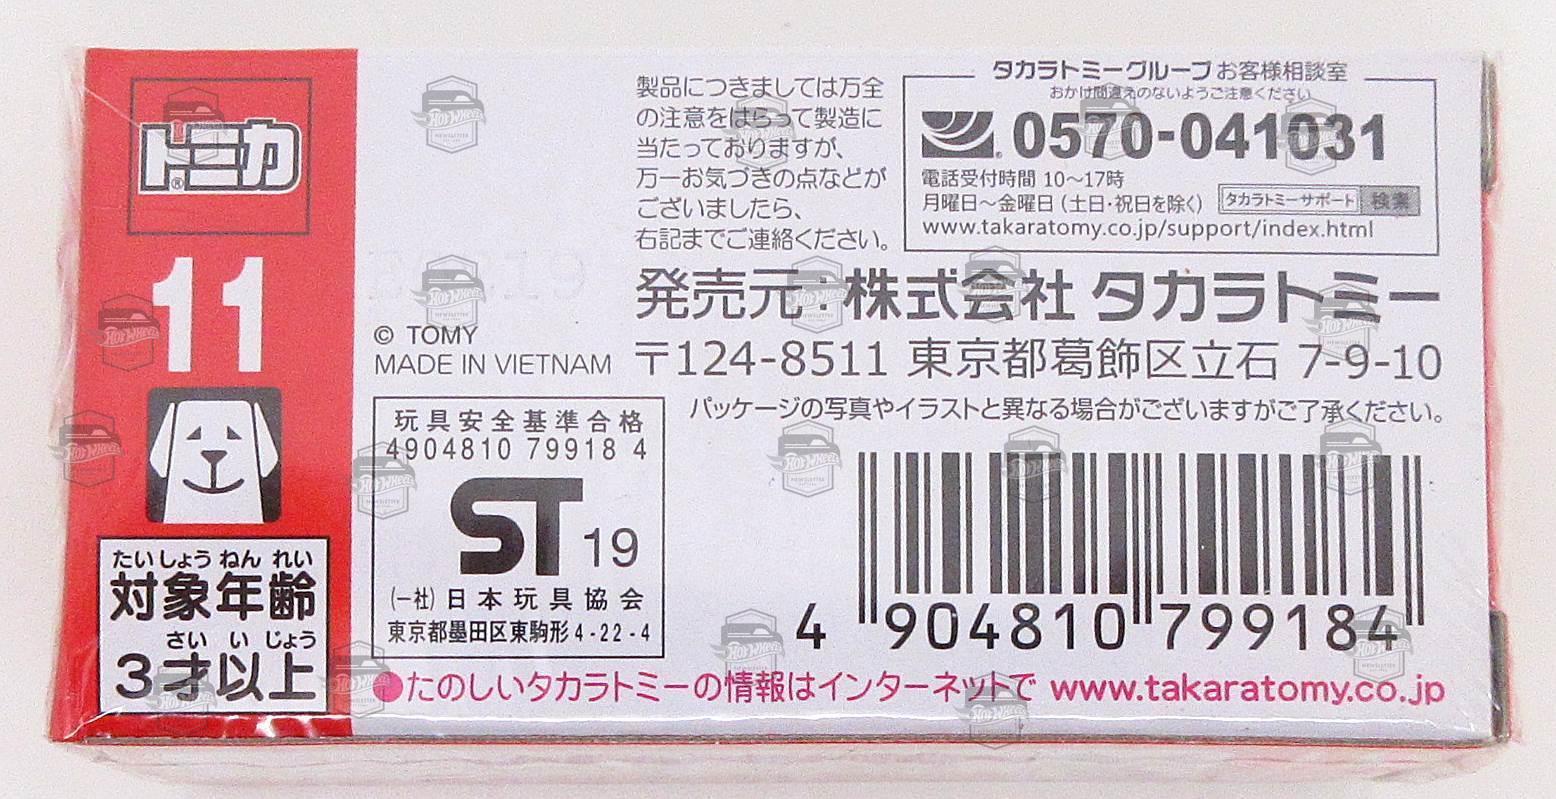 トミカ
®
11
たいしょう ねん れい
対象年齢
さい い じょう
3才以上
© TOMY
MADE IN VIETNAM
玩具安全基準合格
4904810 79918 4
ST 19
(一社)日本玩具協会
東京都墨田区東駒形4-22-4
製品につきましては万全
の注意をはらって製造に
当たっておりますが、
万一お気づきの点などが
ございましたら、
右記までご連絡ください。
タカラトミーグループお客様相談室
おかけ間違えのないようご注意ください
0570-041031
電話受付時間 10〜17時
月曜日〜金曜日(土日・祝日を除く) タカラトミーサポート 検索
www.takaratomy.co.jp/support/index.html
発売元:株式会社 タカラトミー
〒124-8511 東京都葛飾区立石 7-9-10
パッケージの写真やイラストと異なる場合がございますがご了承ください。
4 904810 799184
●たのしいタカラトミーの情報はインターネットで www.takaratomy.co.jp
Hot Wheels
NEWSLETTER